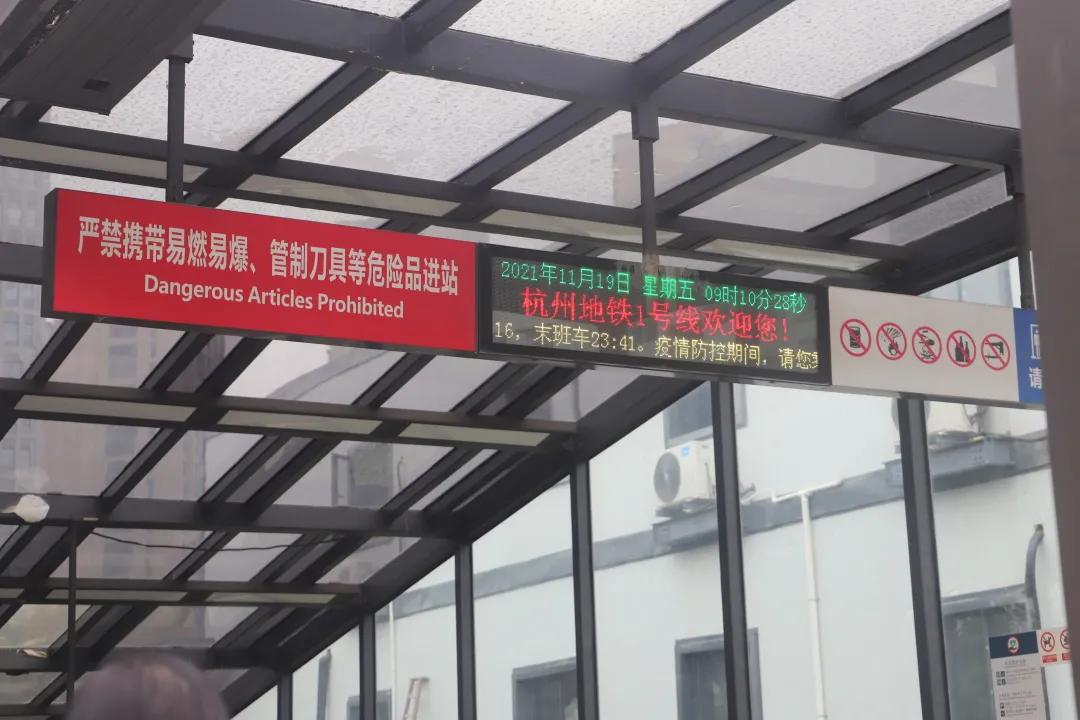 严禁携带易燃易爆、管制刀具等危险品进站
Dangerous Articles Prohibited
2021年11月19日 星期五 09时10分28秒
杭州地铁1号线欢迎您!
16，末班车23:41。疫情防控期间，请您
请